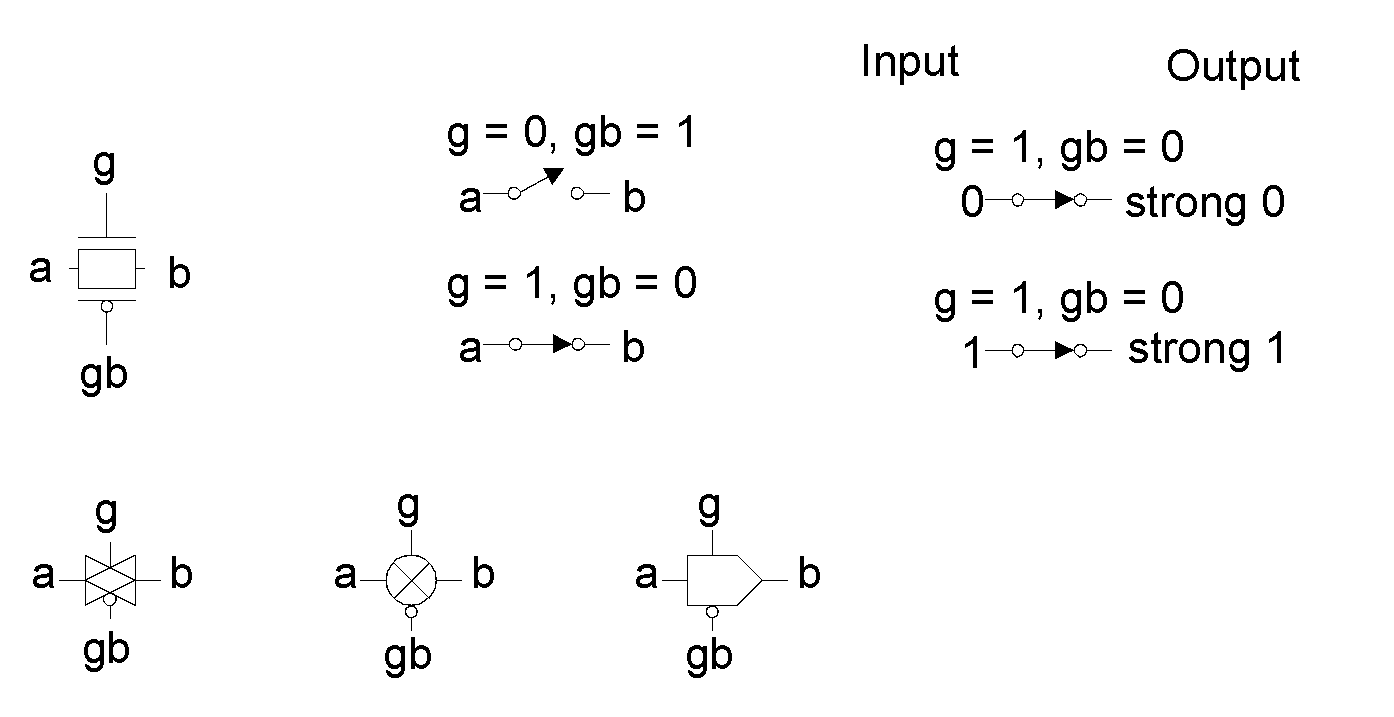 Input Output
g = 0, gb = 1
a b
g = 1, gb = 0
a b
g = 1, gb = 0
0 strong 0
g = 1, gb = 0
1 strong 1
g
a b
gb
g
a b
gb
g
a b
gb
g
a b
gb